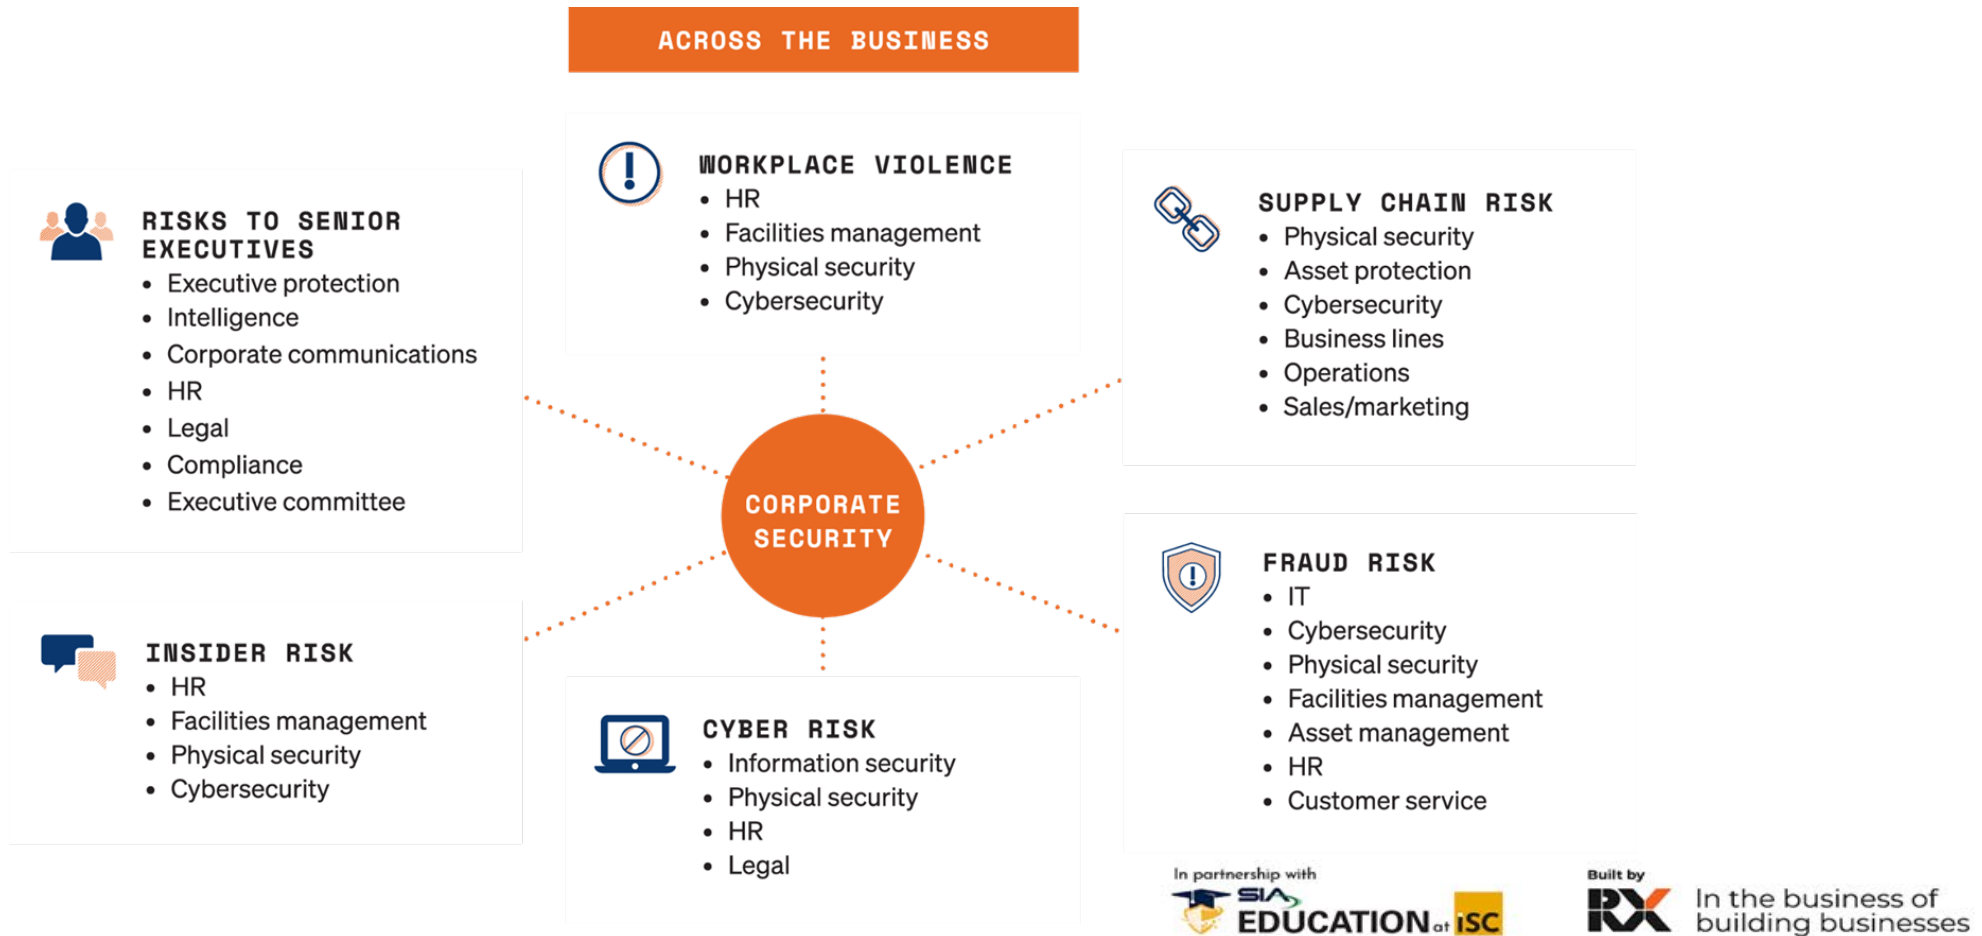 ACROSS THE BUSINESS
RISKS TO SENIOR
EXECUTIVES
• Executive protection
• Intelligence
• Corporate communications
• HR
• Legal
• Compliance
• Executive committee
WORKPLACE VIOLENCE
• HR
• Facilities management
• Physical security
• Cybersecurity
SUPPLY CHAIN RISK
• Physical security
• Asset protection
• Cybersecurity
• Business lines
• Operations
• Sales/marketing
CORPORATE
SECURITY
INSIDER RISK
• HR
• Facilities management
• Physical security
• Cybersecurity
CYBER RISK
• Information security
• Physical security
• HR
• Legal
FRAUD RISK
• IT
• Cybersecurity
• Physical security
• Facilities management
• Asset management
• HR
• Customer service
In partnership with
SIA
EDUCATION at iSC
Built by
RX
In the business of
building businesses